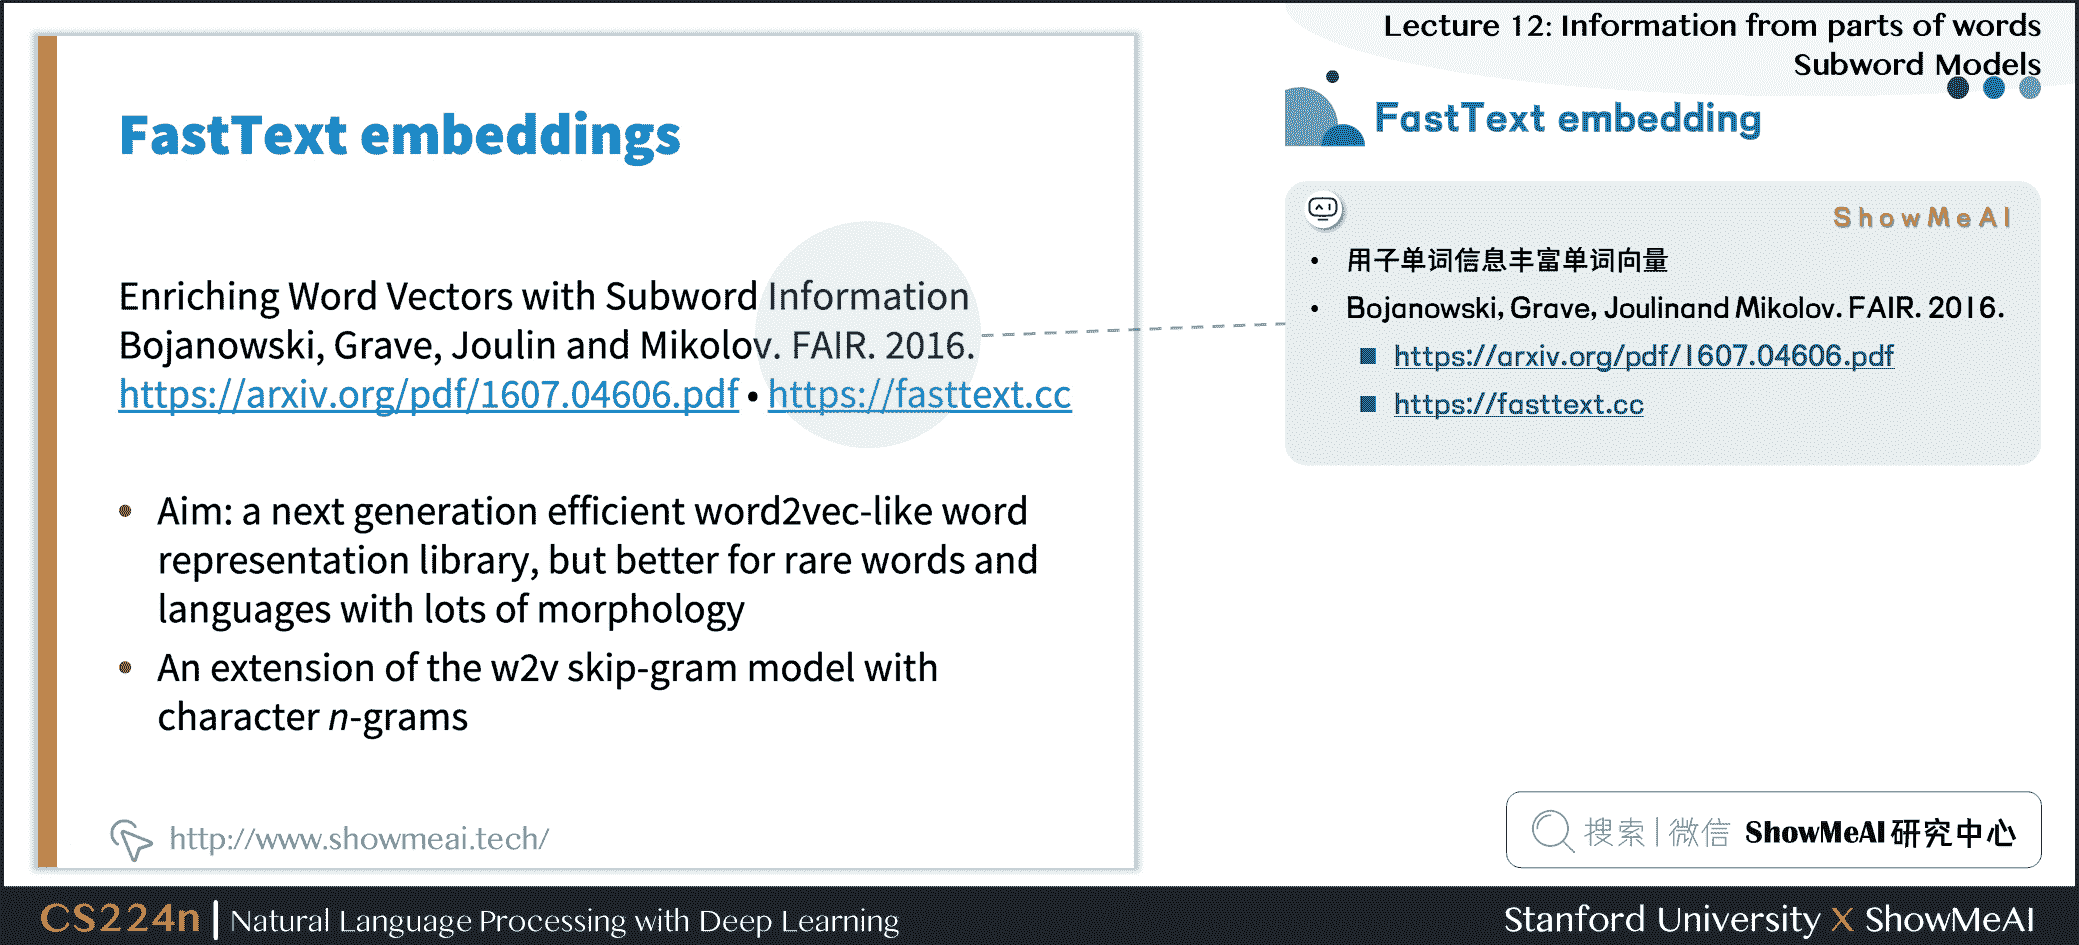 Lecture 12: Information from parts of words
Subword Models
FastText embeddings
Enriching Word Vectors with Subword Information
Bojanowski, Grave, Joulin and Mikolov. FAIR. 2016.
https://arxiv.org/pdf/1607.04606.pdf • https://fasttext.cc
• Aim: a next generation efficient word2vec-like word
representation library, but better for rare words and
languages with lots of morphology
• An extension of the w2v skip-gram model with
character n-grams
http://www.showmeai.tech/
FastText embedding
ShowMeAI
• 用子单词信息丰富单词向量
• Bojanowski, Grave, Joulinand Mikolov. FAIR. 2016.
https://arxiv.org/pdf/1607.04606.pdf
https://fasttext.cc
搜索 | 微信 ShowMeAI 研究中心
CS224n | Natural Language Processing with Deep Learning
Stanford University X ShowMeAI